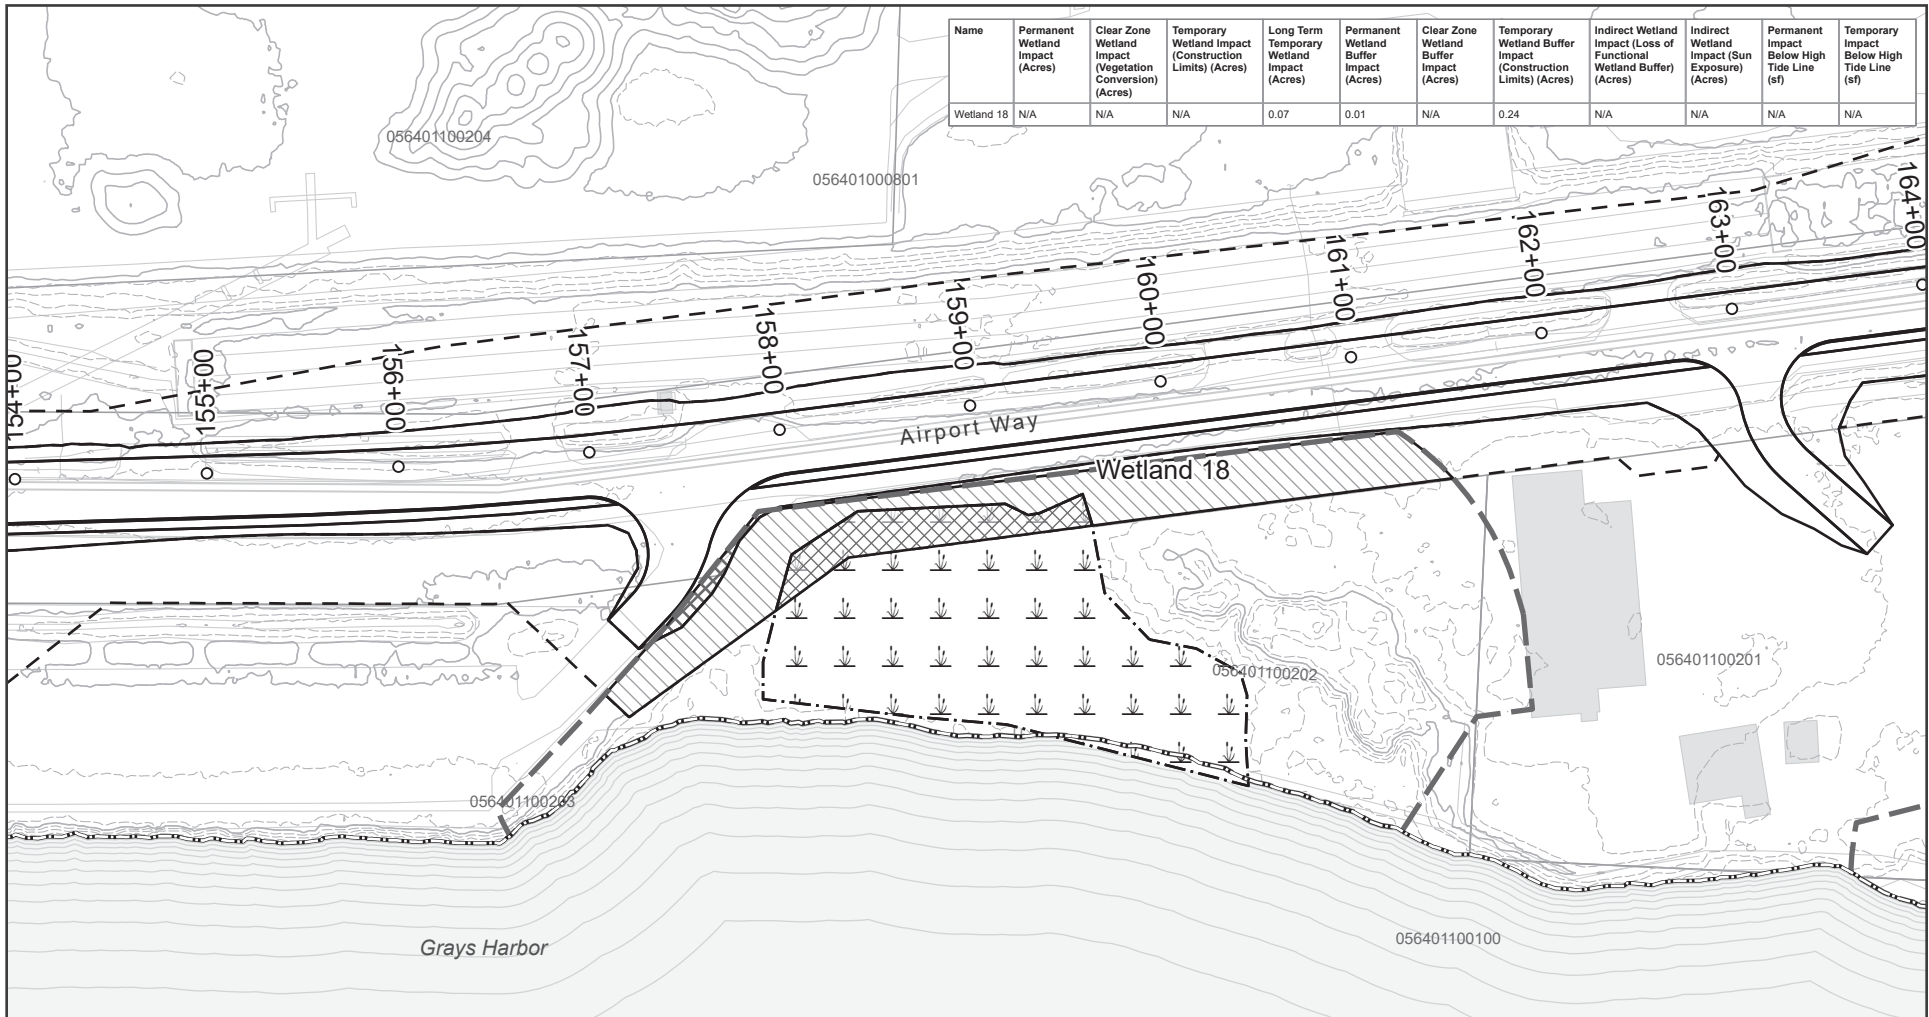 Name
Permanent
Wetland
Impact
(Acres)
Clear Zone
Wetland
Impact
(Vegetation
Conversion)
(Acres)
Temporary
Wetland Impact
(Construction
Limits) (Acres)
Long Term
Temporary
Wetland
Impact
(Acres)
Permanent
Wetland
Buffer
Impact
(Acres)
Clear Zone
Wetland
Buffer
Impact
(Acres)
Temporary
Wetland Buffer
Impact
(Construction
Limits) (Acres)
Indirect Wetland
Impact (Loss of
Functional
Wetland Buffer)
(Acres)
Indirect
Wetland
Impact (Sun
Exposure)
(Acres)
Permanent
Impact
Below High
Tide Line
(sf)
Temporary
Impact
Below High
Tide Line
(sf)
Wetland 18 N/A N/A N/A 0.07 0.01 N/A 0.24 N/A N/A N/A N/A
056401100204
056401000801
154+00
155+00
156+00
157+00
158+00
159+00
160+00
161+00
162+00
163+00
164+00
Airport Way
Wetland 18
056401100202
056401100201
056401100203
Grays Harbor
056401100100